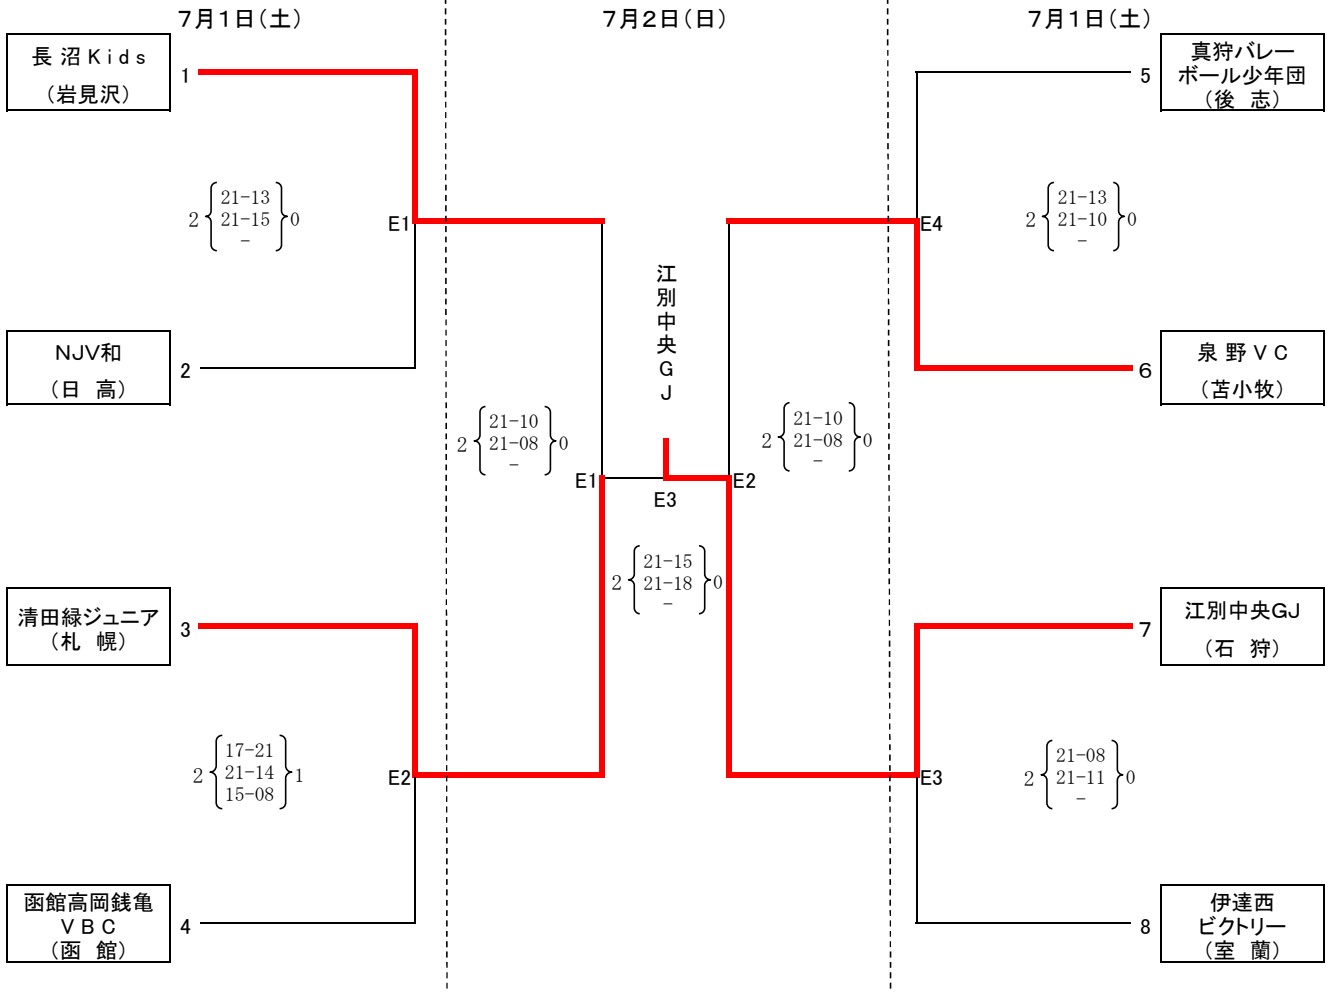 7月1日(土)
7月2日(日)
7月1日(土)
長 沼 K i d s
(岩見沢)
1
5
真狩バレー
ボール少年団
(後 志)
21-13
2 21-15 0
-
E1
E4
21-13
2 21-10 0
-
江別中央GJ
NJV和
(日 高)
2
6
泉 野 V C
(苫小牧)
21-10
2 21-08 0
-
21-10
2 21-08 0
-
E1
E2
E3
21-15
2 21-18 0
-
清田緑ジュニア
(札 幌)
3
7
江別中央GJ
(石 狩)
17-21
2 21-14 1
15-08
E2
E3
21-08
2 21-11 0
-
函館高岡銭亀
V B C
(函 館)
4
8
伊達西
ビクトリー
(室 蘭)